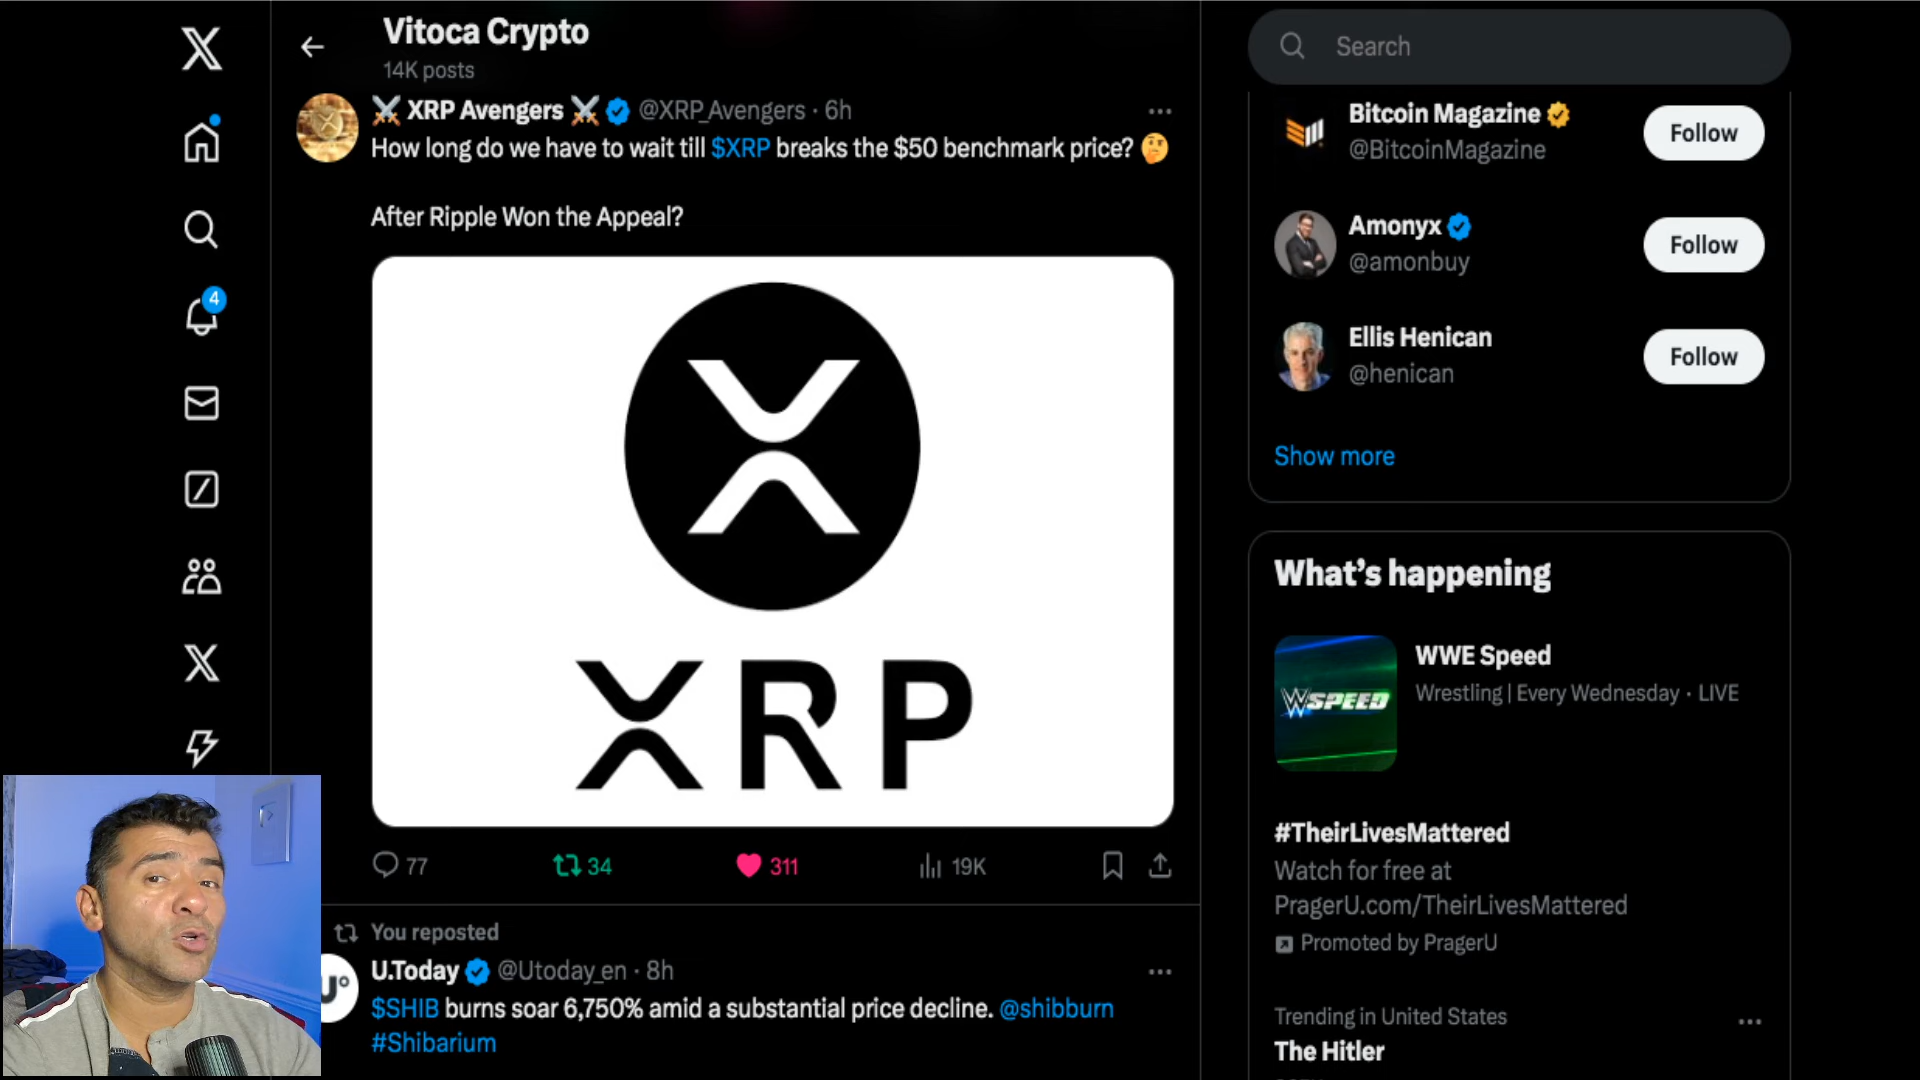 Vitoca Crypto
14K posts
XRP Avengers @XRP_Avengers · 6h
How long do we have to wait till $XRP breaks the $50 benchmark price?
After Ripple Won the Appeal?
XRP
77 34 311 19K
You reposted
U.Today @Utoday_en · 8h
$SHIB burns soar 6,750% amid a substantial price decline. @shibburn
#Shibarium
4
Search
Bitcoin Magazine
@BitcoinMagazine
Follow
Amonyx
@amonbuy
Follow
Ellis Henican
@henican
Follow
Show more
What's happening
WSPEED
WWE Speed
Wrestling | Every Wednesday · LIVE
#TheirLivesMattered
Watch for free at
PragerU.com/TheirLivesMattered
Promoted by PragerU
Trending in United States
The Hitler